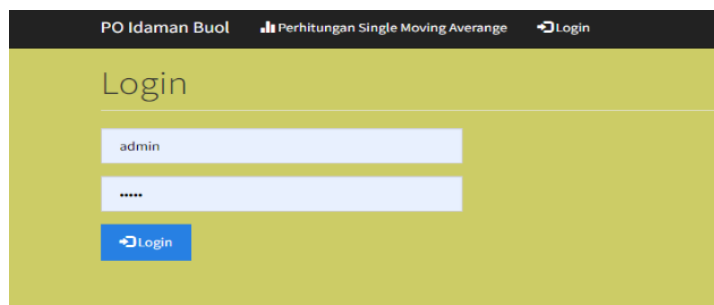 PO Idaman Buol Perhitungan Single Moving Averange Login
Login
admin
•••••
Login